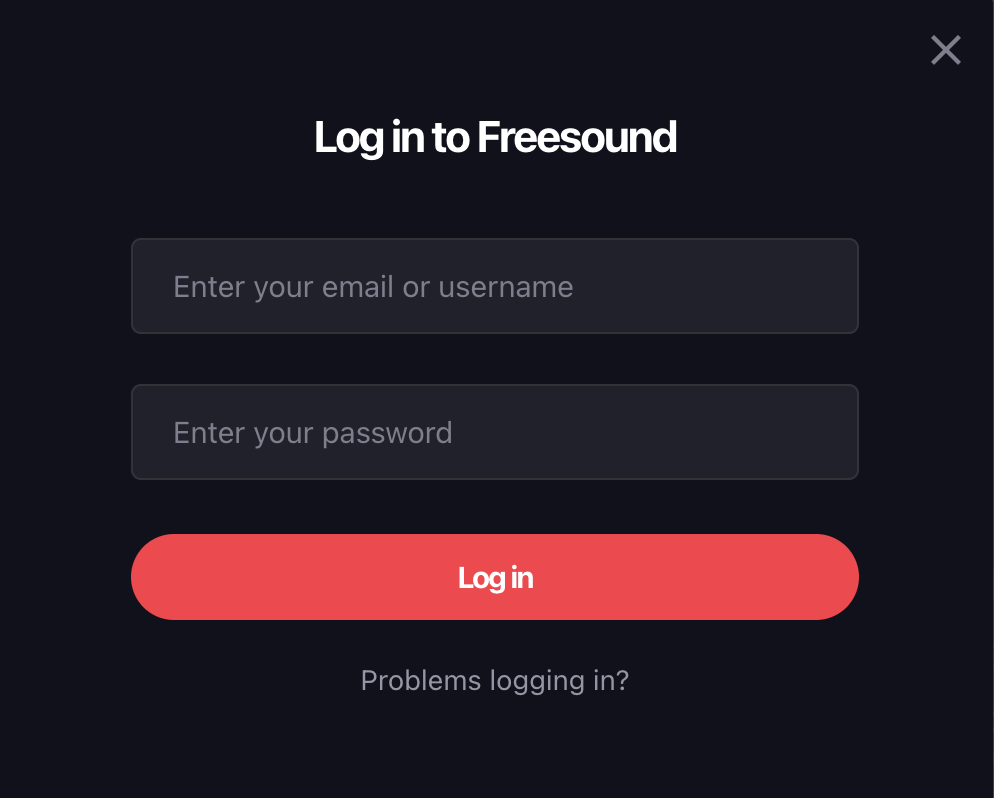 Log in to Freesound
Enter your email or username
Enter your password
Log in
Problems logging in?